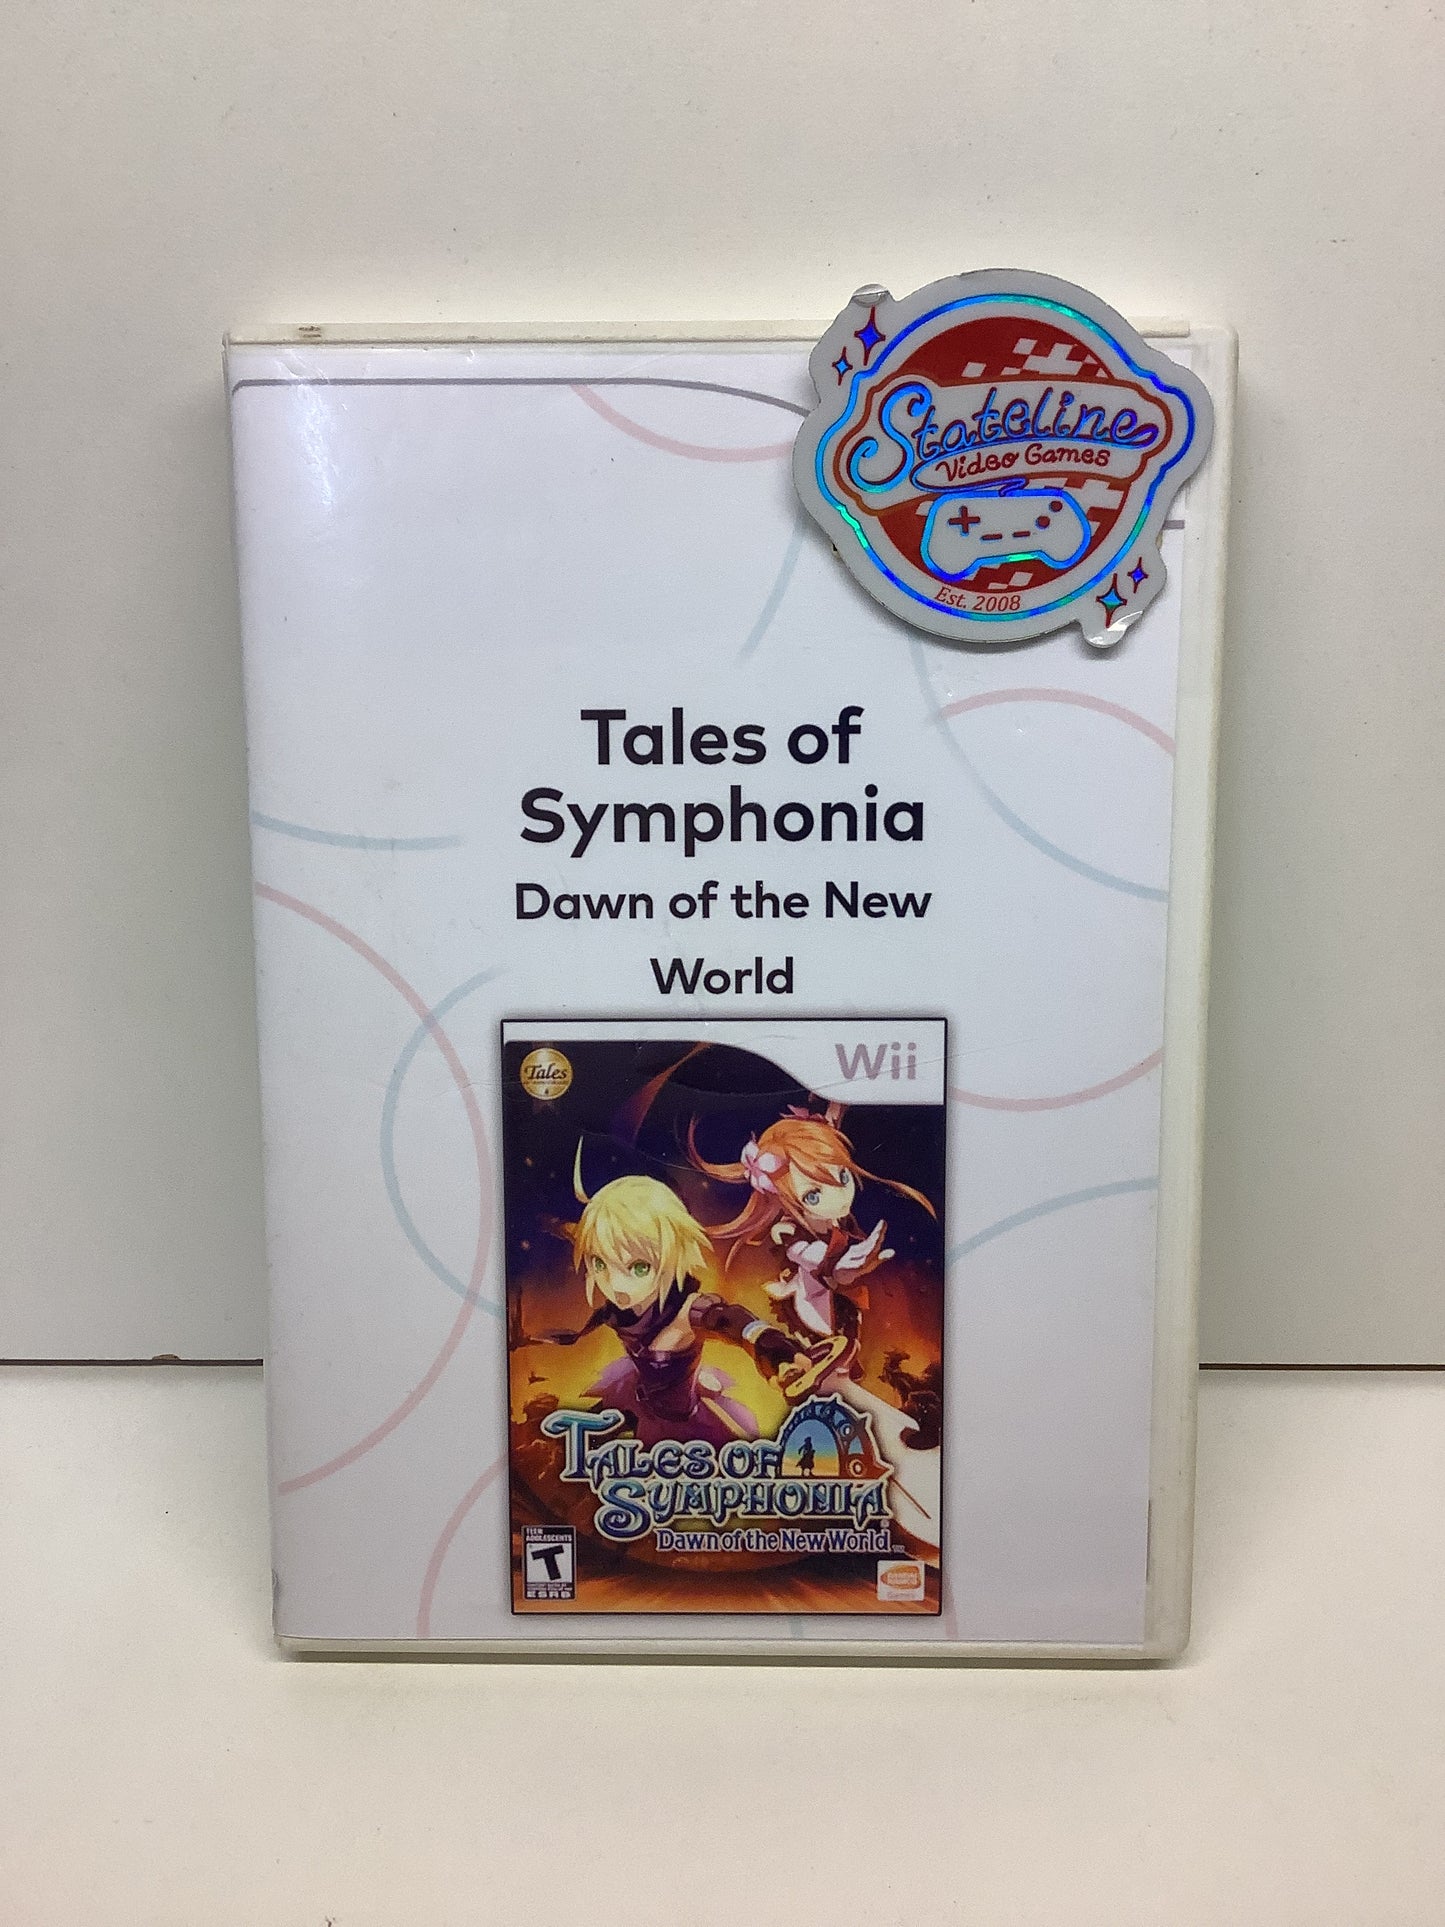 Stateline
Video Games
Est. 2008
Tales of
Symphonia
Dawn of the New
World
Wii
Tales
TALES OF
SYMPHONIA
Dawn of the New World
TEEN
T
ESRB
Games